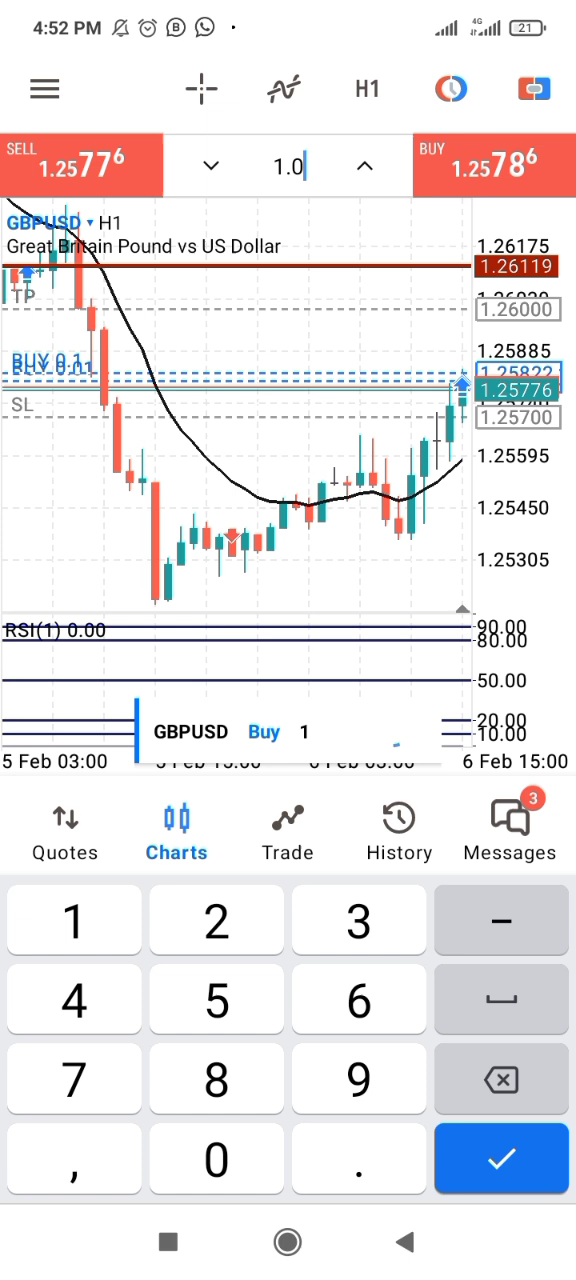 4:52 PM
4G
21
H1
SELL
1.25776
1.0
BUY
1.25786
GBPUSD H1
Great Britain Pound vs US Dollar
1.26175
1.26119
TP
1.26000
BUY 0.1
1.25885
BUY 0.01
1.25822
1.25776
SL
1.25700
1.25595
1.25450
1.25305
RSI(1) 0.00
90.00
80.00
50.00
20.00
10.00
GBPUSD Buy 1
5 Feb 03:00
6 Feb 15:00
3
Quotes
Charts
Trade
History
Messages
1 2 3 –
4 5 6
7 8 9
, 0 .